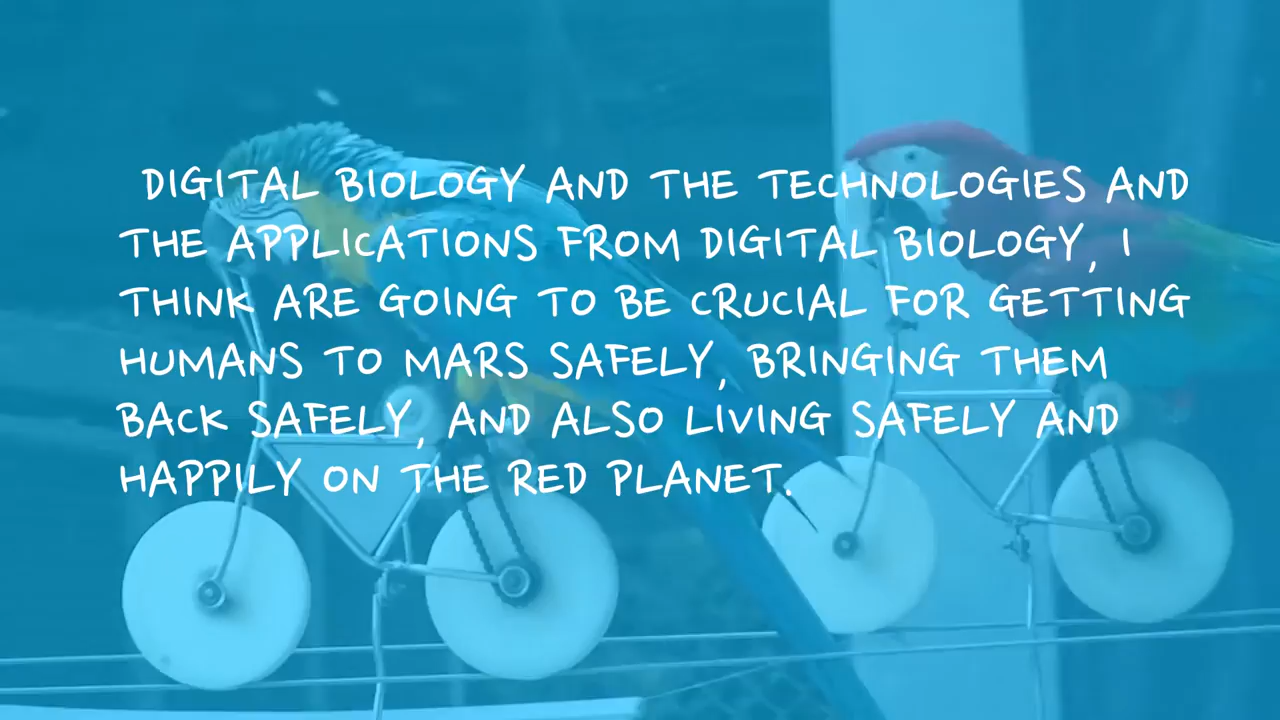 DIGITAL BIOLOGY AND THE TECHNOLOGIES AND
THE APPLICATIONS FROM DIGITAL BIOLOGY, I
THINK ARE GOING TO BE CRUCIAL FOR GETTING
HUMANS TO MARS SAFELY, BRINGING THEM
BACK SAFELY, AND ALSO LIVING SAFELY AND
HAPPILY ON THE RED PLANET.